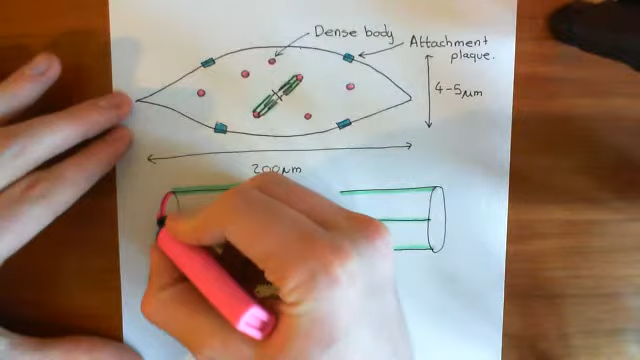 Dense body
Attachment
plaque.
4-5μm
200μm